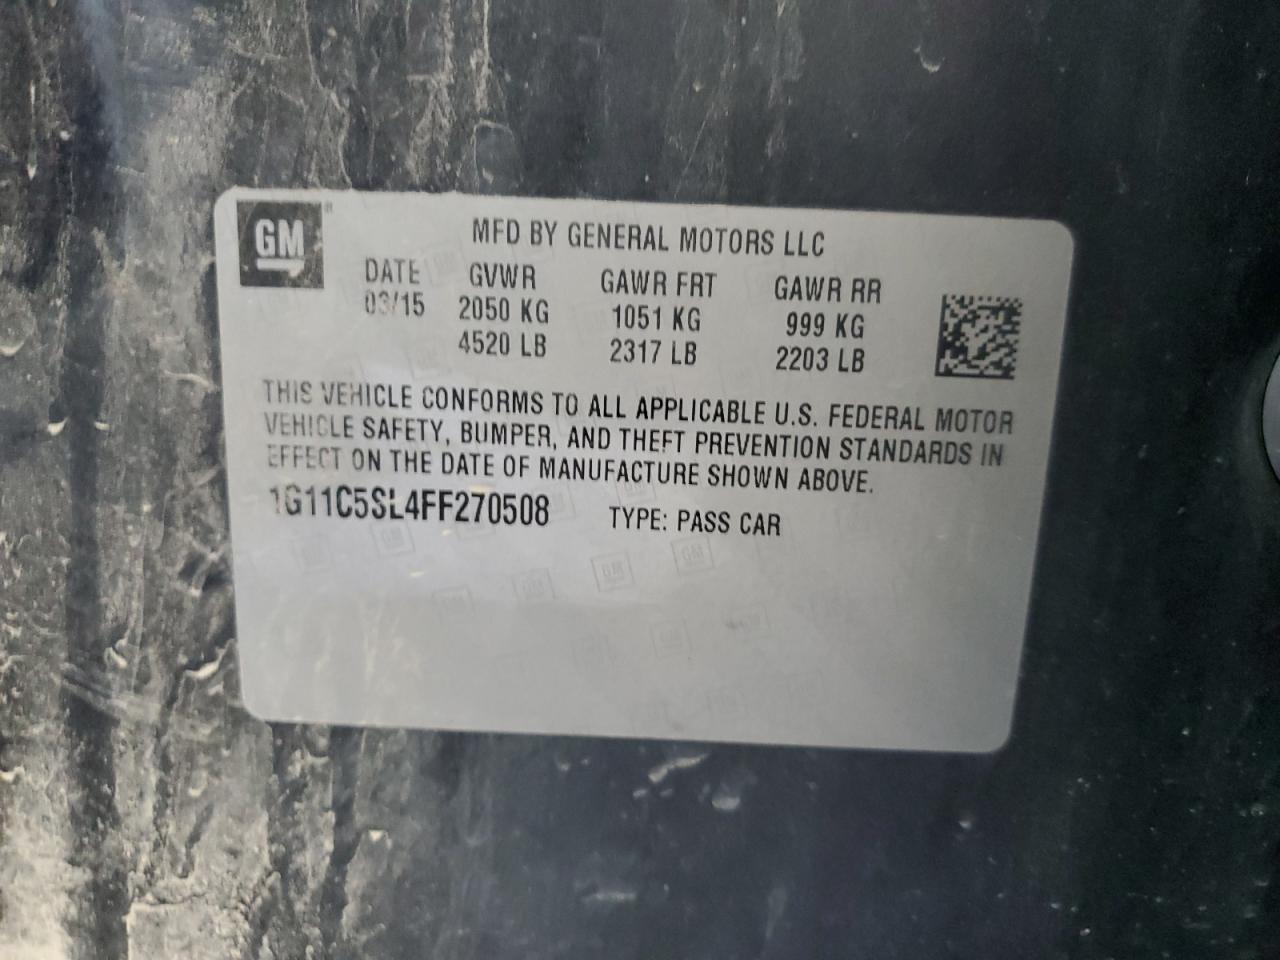 GM
MFD BY GENERAL MOTORS LLC
DATE GVWR GAWR FRT GAWR RR
03/15 2050 KG 1051 KG 999 KG
4520 LB 2317 LB 2203 LB
THIS VEHICLE CONFORMS TO ALL APPLICABLE U.S. FEDERAL MOTOR
VEHICLE SAFETY, BUMPER, AND THEFT PREVENTION STANDARDS IN
EFFECT ON THE DATE OF MANUFACTURE SHOWN ABOVE.
1G11C5SL4FF270508 TYPE: PASS CAR